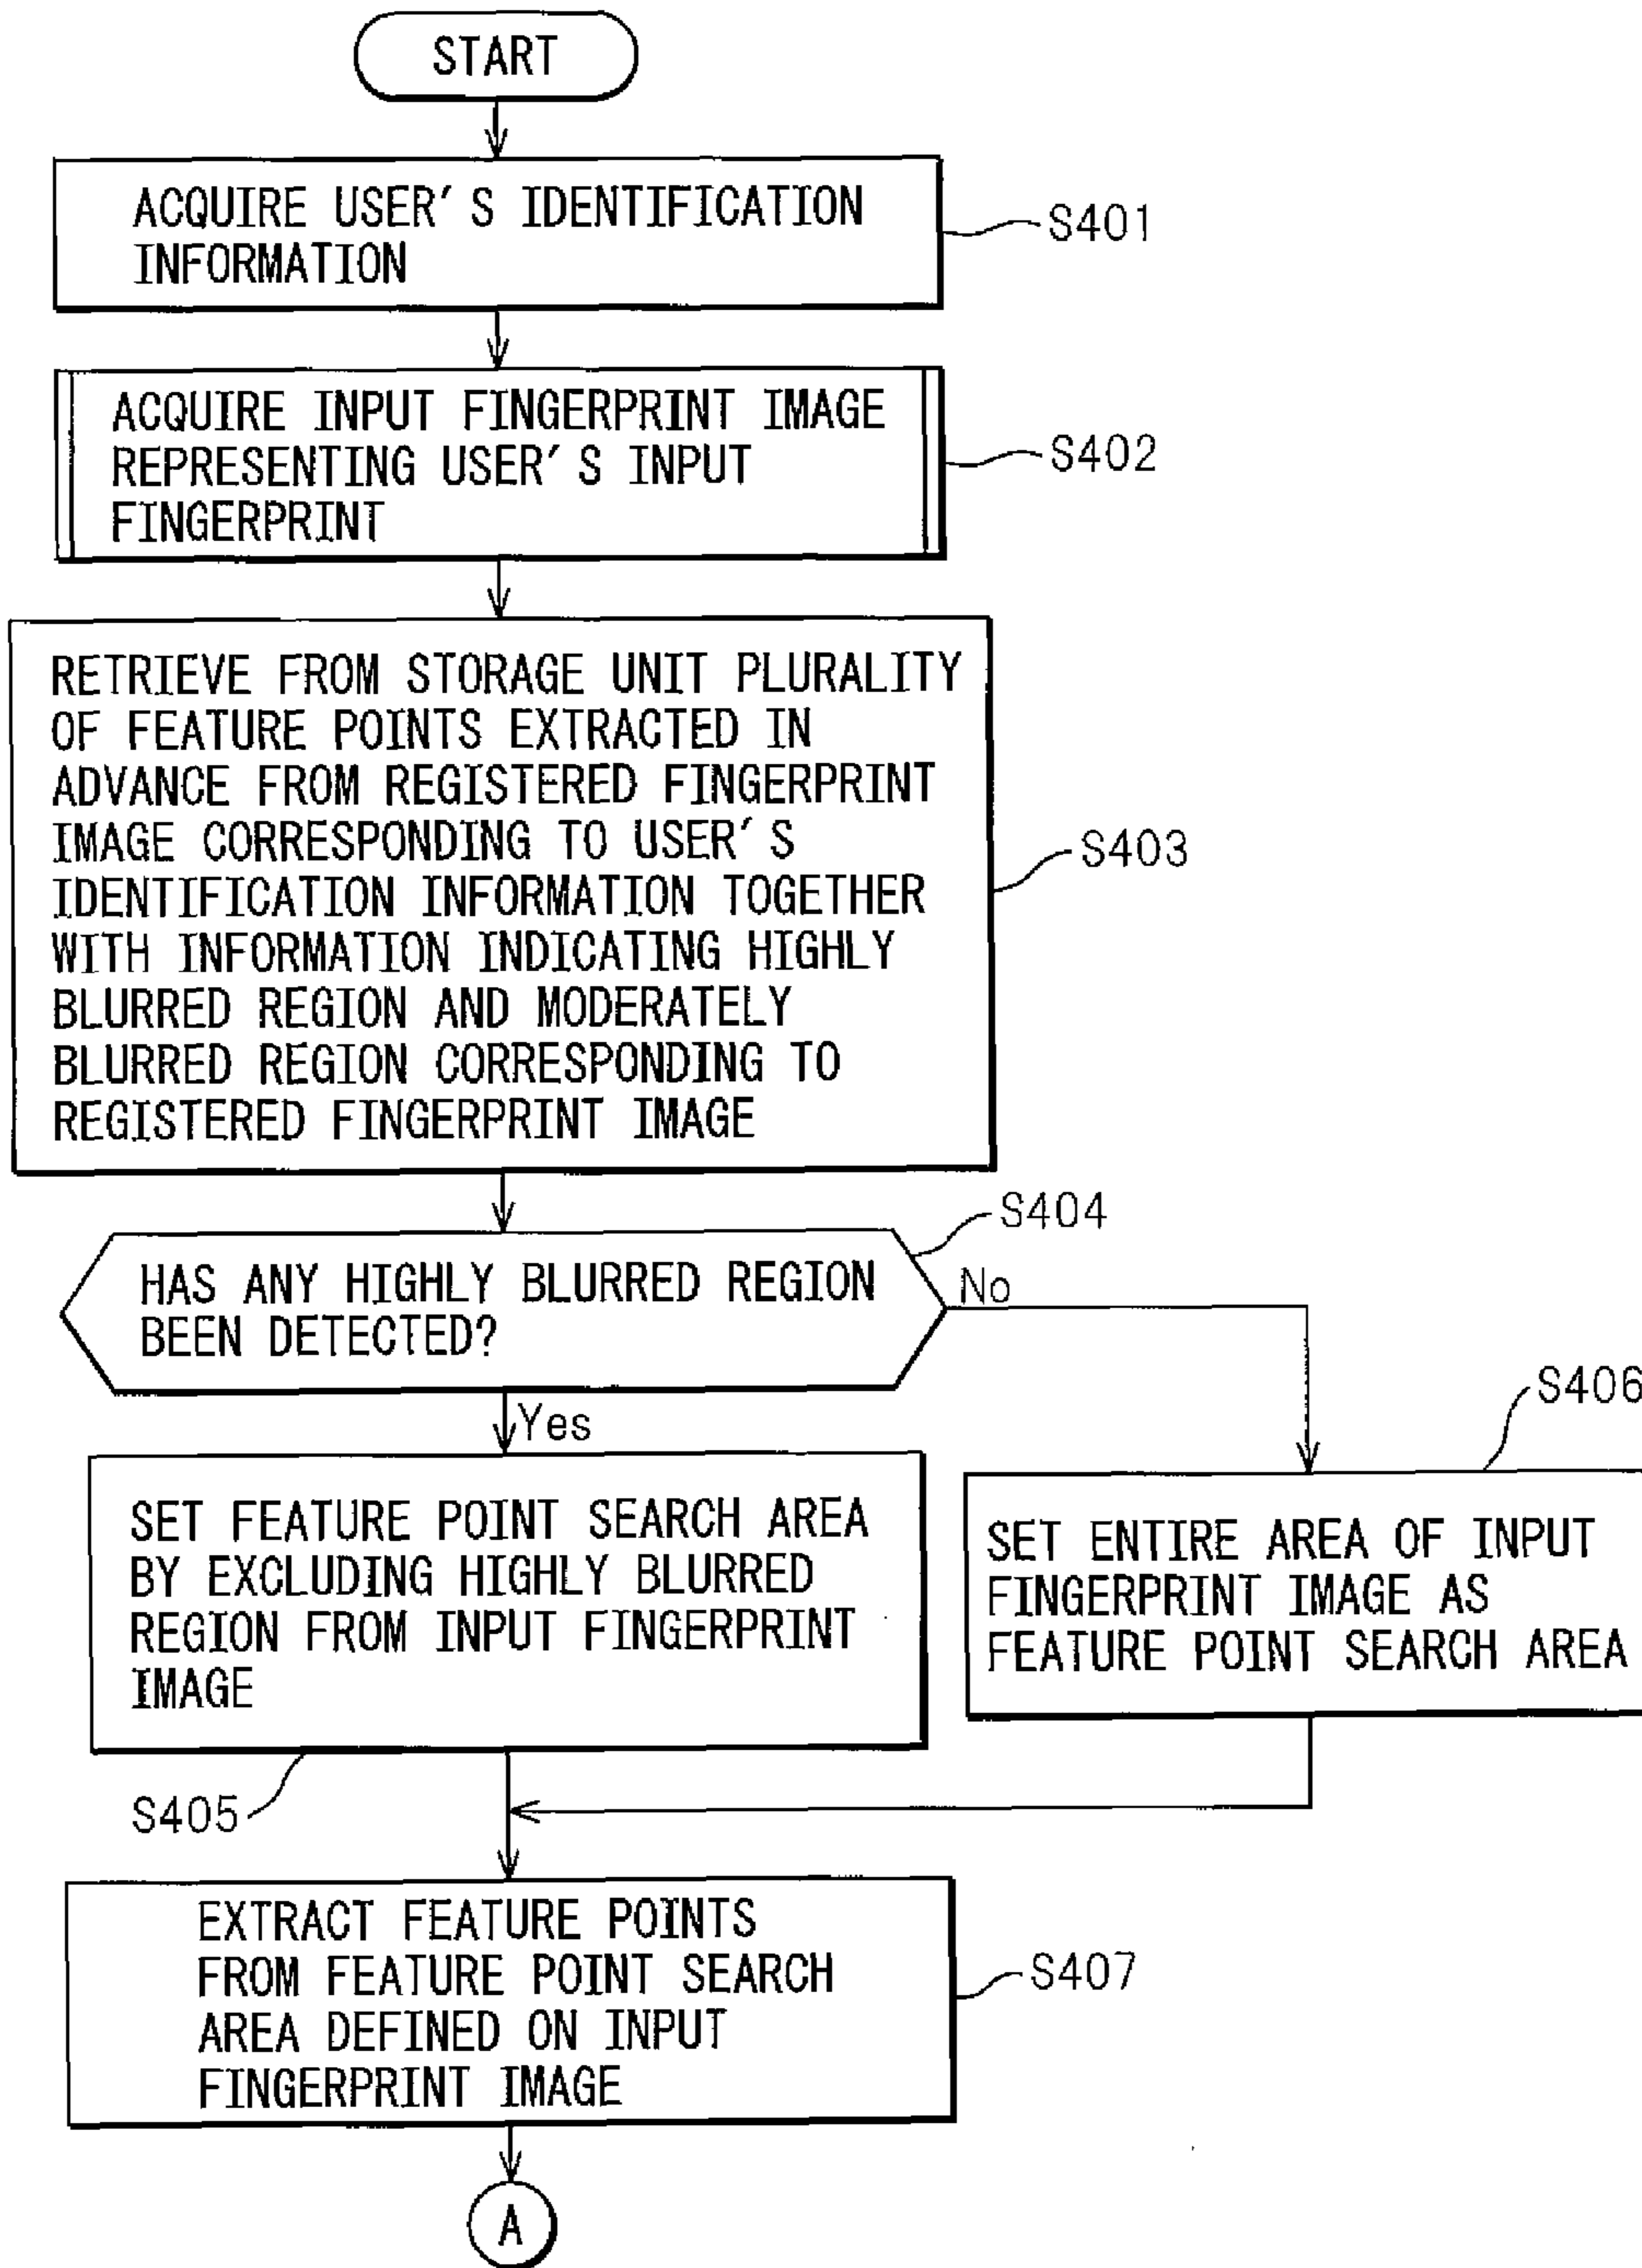 START
ACQUIRE USER'S IDENTIFICATION
INFORMATION
S401
ACQUIRE INPUT FINGERPRINT IMAGE
REPRESENTING USER'S INPUT
FINGERPRINT
S402
RETRIEVE FROM STORAGE UNIT PLURALITY
OF FEATURE POINTS EXTRACTED IN
ADVANCE FROM REGISTERED FINGERPRINT
IMAGE CORRESPONDING TO USER'S
IDENTIFICATION INFORMATION TOGETHER
WITH INFORMATION INDICATING HIGHLY
BLURRED REGION AND MODERATELY
BLURRED REGION CORRESPONDING TO
REGISTERED FINGERPRINT IMAGE
S403
S404
HAS ANY HIGHLY BLURRED REGION
BEEN DETECTED?
No
Yes
SET FEATURE POINT SEARCH AREA
BY EXCLUDING HIGHLY BLURRED
REGION FROM INPUT FINGERPRINT
IMAGE
S405
S406
SET ENTIRE AREA OF INPUT
FINGERPRINT IMAGE AS
FEATURE POINT SEARCH AREA
EXTRACT FEATURE POINTS
FROM FEATURE POINT SEARCH
AREA DEFINED ON INPUT
FINGERPRINT IMAGE
S407
A